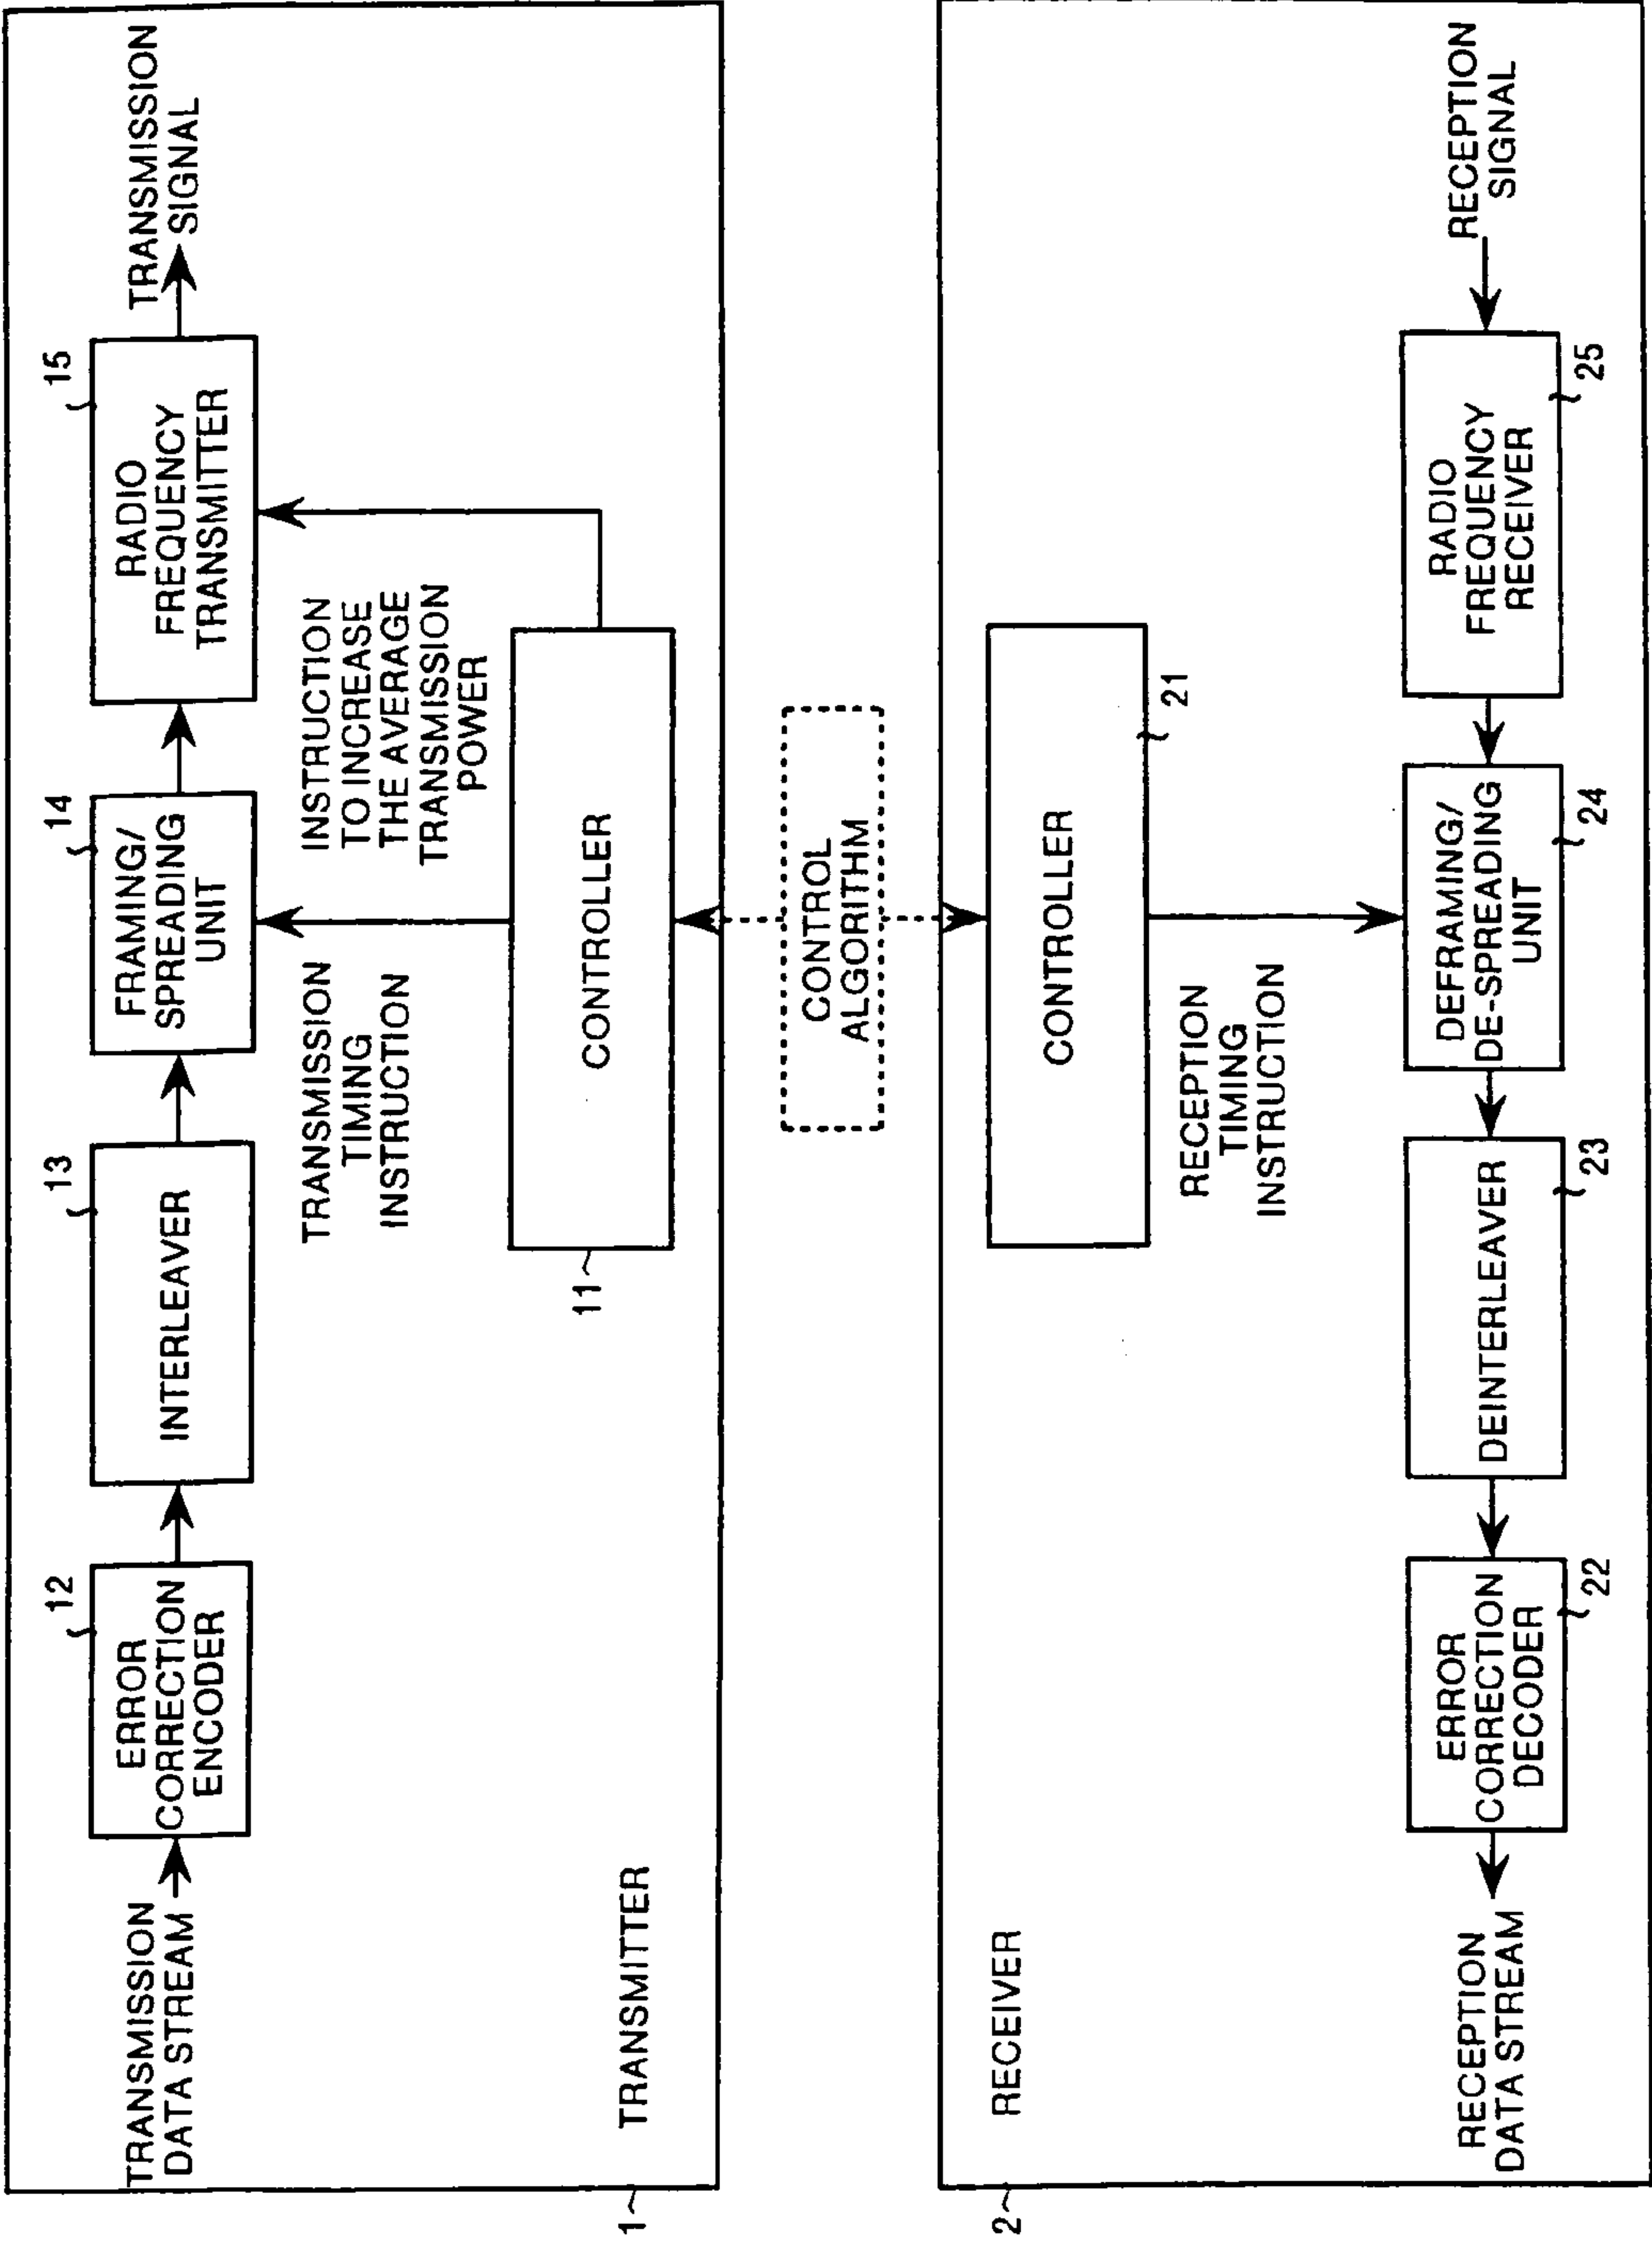 TRANSMISSION
DATA STREAM
12
ERROR
CORRECTION
ENCODER
13
INTERLEAVER
14
FRAMING/
SPREADING
UNIT
15
RADIO
FREQUENCY
TRANSMITTER
TRANSMISSION
SIGNAL
TRANSMISSION
TIMING
INSTRUCTION
INSTRUCTION
TO INCREASE
THE AVERAGE
TRANSMISSION
POWER
11
CONTROLLER
TRANSMITTER
1
CONTROL
ALGORITHM
2
RECEIVER
CONTROLLER
21
RECEPTION
TIMING
INSTRUCTION
RECEPTION
DATA STREAM
ERROR
CORRECTION
DECODER
22
DEINTERLEAVER
23
DEFRAMING/
DE-SPREADING
UNIT
24
RADIO
FREQUENCY
RECEIVER
25
RECEPTION
SIGNAL